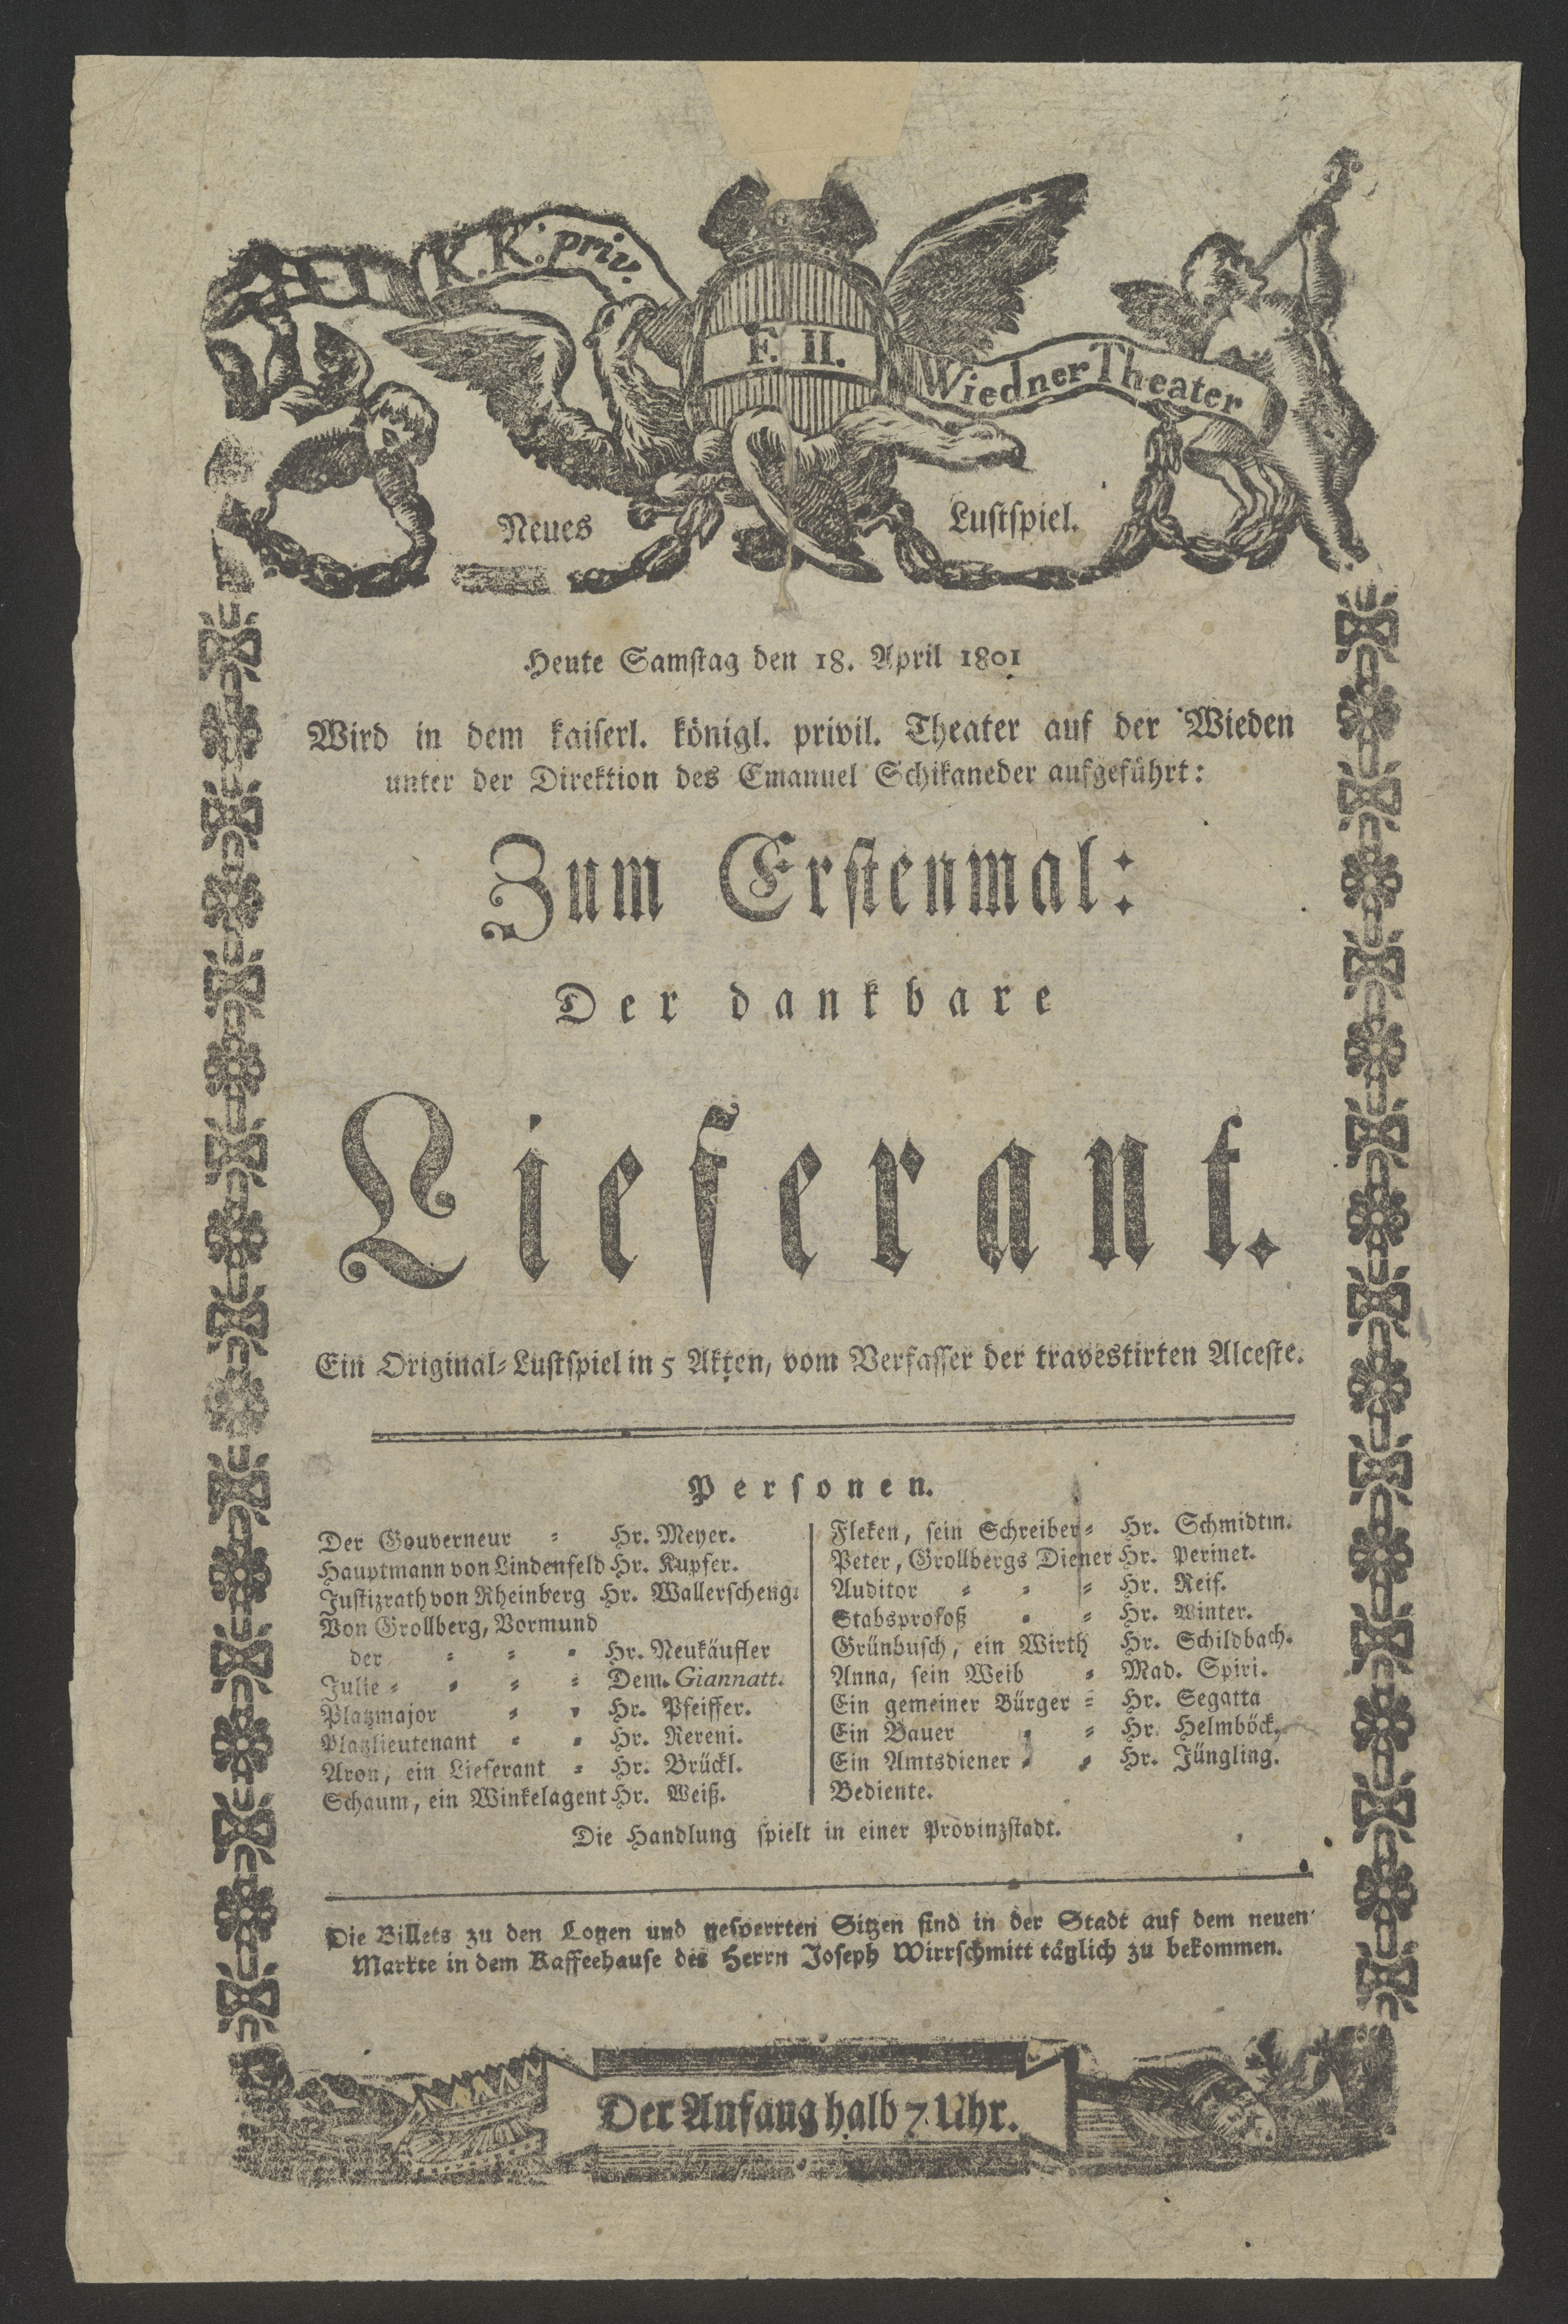 K. K. priv.
F. II.
Wiedner Theater
Neues Lustspiel.
Heute Samstag den 18. April 1801
Wird in dem kaiserl. königl. privil. Theater auf der Wieden
unter der Direktion des Emanuel Schikaneder aufgeführt:
Zum Erstenmal:
Der dankbare
Lieferant.
Ein Original-Lustspiel in 5 Akten, vom Verfasser der travestirten Alceste.
Personen.
Der Gouverneur = Hr. Meyer.
Hauptmann von Lindenfeld Hr. Kupfer.
Justizrath von Rheinberg Hr. Wallerscheng:
Von Grollberg, Vormund
der = = = Hr. Neukäufler
Julie = = = = Dem. Giannatt.
Platzmajor = = Hr. Pfeiffer.
Platzlieutenant = = Hr. Nereni.
Aron, ein Lieferant = Hr. Brückl.
Schaum, ein Winkelagent Hr. Weiß.
Fleken, sein Schreiber = Hr. Schmidtm.
Peter, Grollbergs Diener Hr. Perinet.
Auditor = = = Hr. Reif.
Stabsprofoß = = Hr. Winter.
Grünbusch, ein Wirth Hr. Schildbach.
Anna, sein Weib = Mad. Spiri.
Ein gemeiner Bürger = Hr. Segatta
Ein Bauer = = Hr. Helmböck.
Ein Amtsdiener = = Hr. Jüngling.
Bediente.
Die Handlung spielt in einer Provinzstadt.
Die Billets zu den Logen und gesperrten Sitzen sind in der Stadt auf dem neuen
Markte in dem Kaffeehause des Herrn Joseph Wirrschmitt täglich zu bekommen.
Der Anfang halb 7 Uhr.